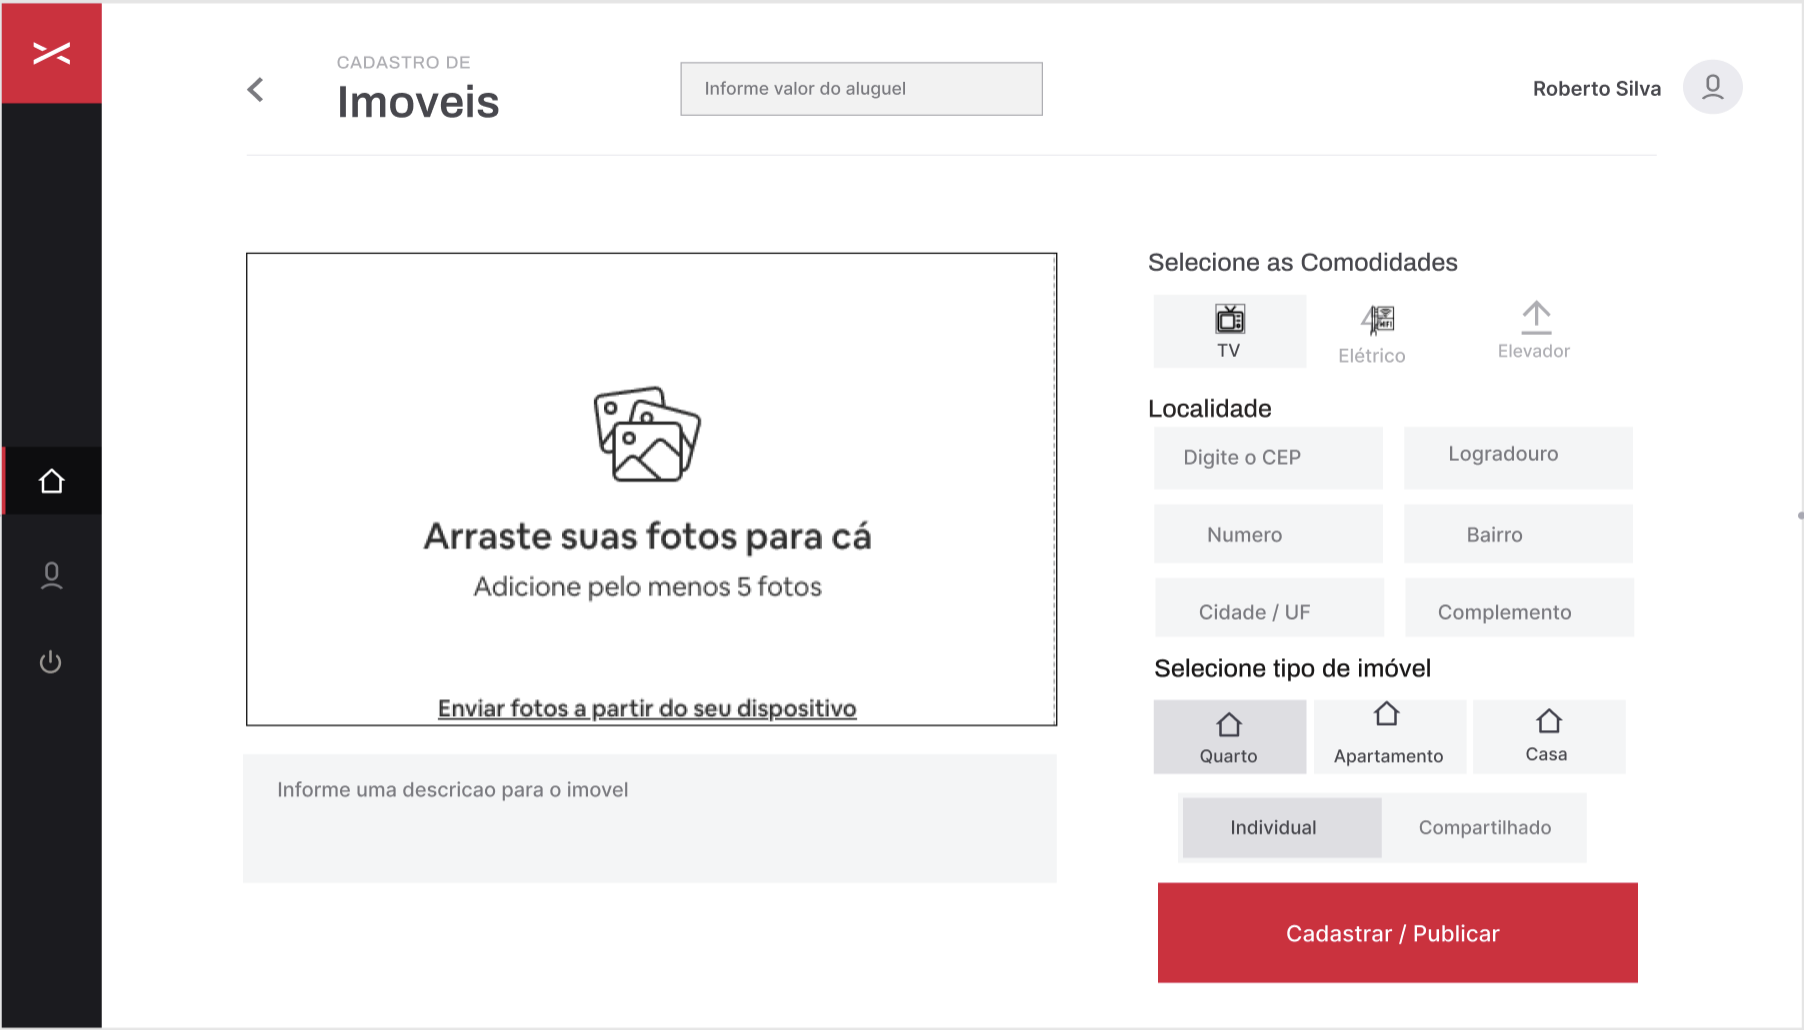 CADASTRO DE
Imoveis
Informe valor do aluguel
Roberto Silva
Arraste suas fotos para cá
Adicione pelo menos 5 fotos
Enviar fotos a partir do seu dispositivo
Informe uma descricao para o imovel
Selecione as Comodidades
TV
WIFI
Elétrico
Elevador
Localidade
Digite o CEP
Logradouro
Numero
Bairro
Cidade / UF
Complemento
Selecione tipo de imóvel
Quarto
Apartamento
Casa
Individual
Compartilhado
Cadastrar / Publicar